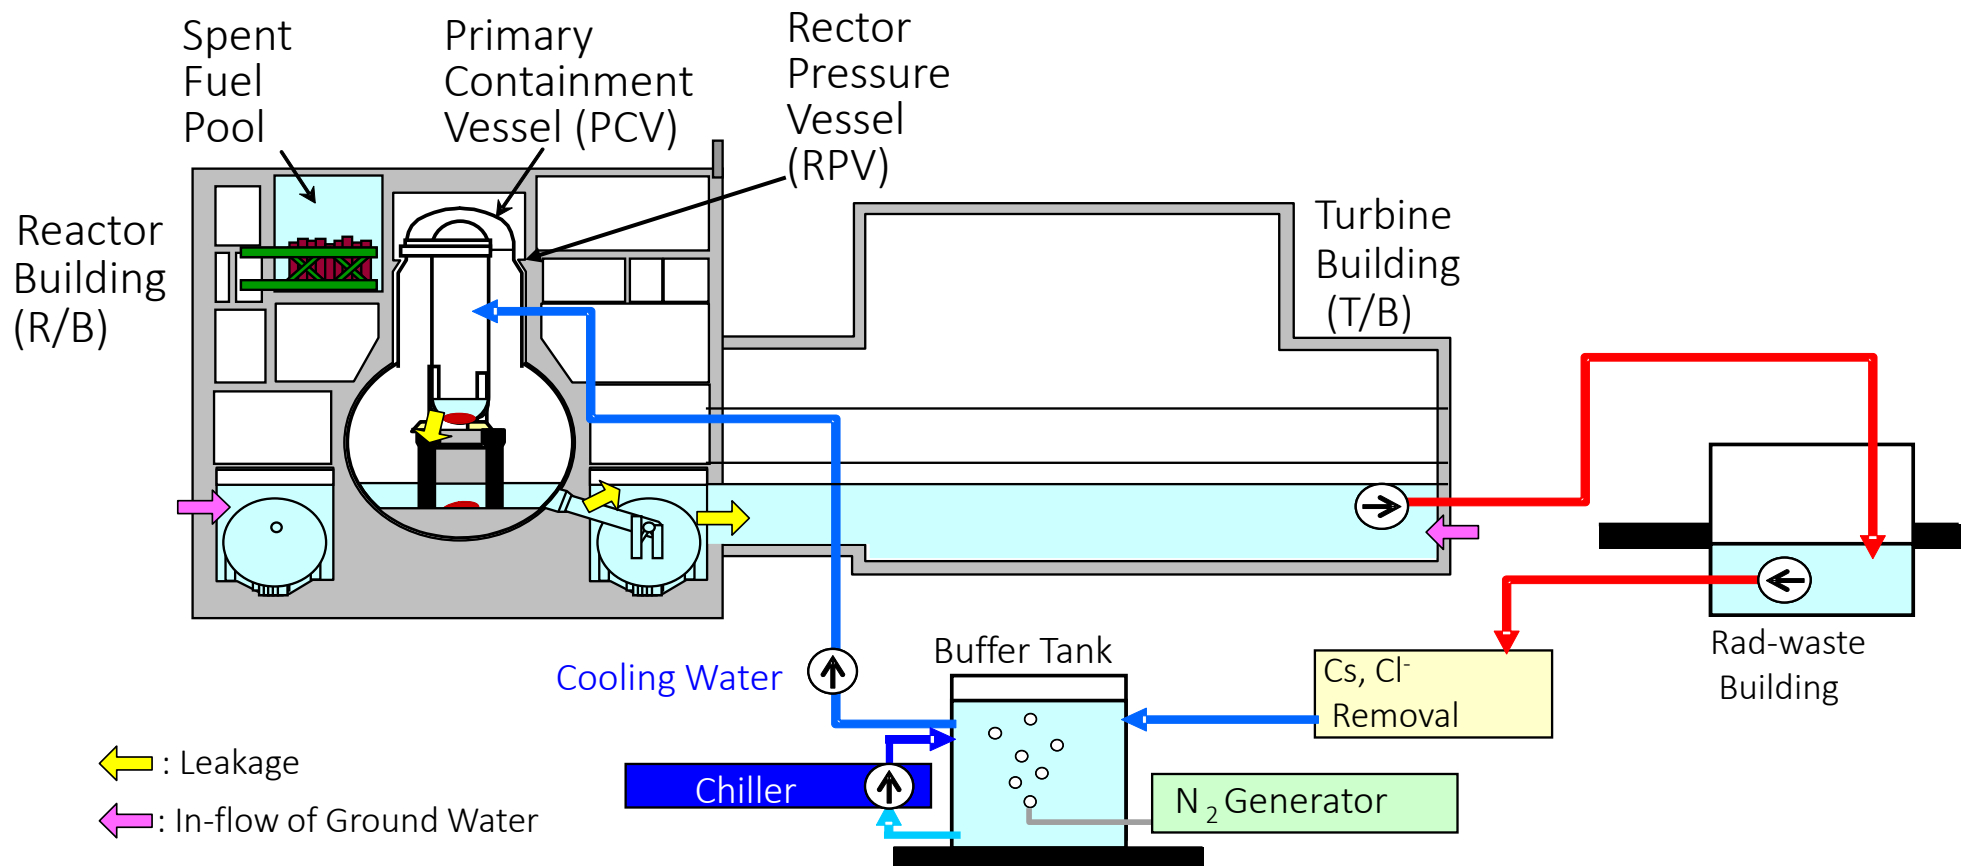 Spent
Fuel
Pool
Primary
Containment
Vessel (PCV)
Rector
Pressure
Vessel
(RPV)
Reactor
Building
(R/B)
Turbine
Building
(T/B)
Cooling Water
Buffer Tank
Cs, Cl-
Removal
Rad-waste
Building
: Leakage
Chiller
N2 Generator
: In-flow of Ground Water